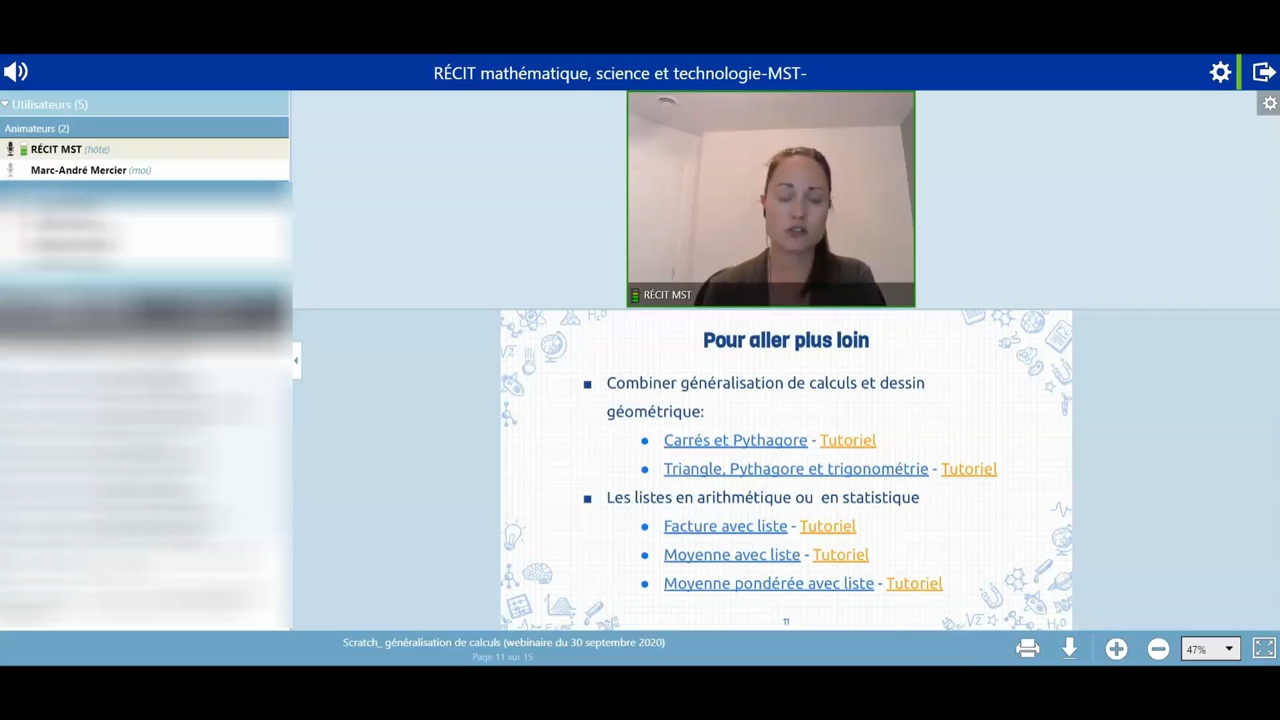 RÉCIT mathématique, science et technologie-MST-
Utilisateurs (5)
Animateurs (2)
RÉCIT MST (hôte)
Marc-André Mercier (moi)
RÉCIT MST
Pour aller plus loin
Combiner généralisation de calculs et dessin
géométrique:
Carrés et Pythagore - Tutoriel
Triangle, Pythagore et trigonométrie - Tutoriel
Les listes en arithmétique ou en statistique
Facture avec liste - Tutoriel
Moyenne avec liste - Tutoriel
Moyenne pondérée avec liste - Tutoriel
11
Scratch_ généralisation de calculs (webinaire du 30 septembre 2020)
Page 11 sur 15
47%